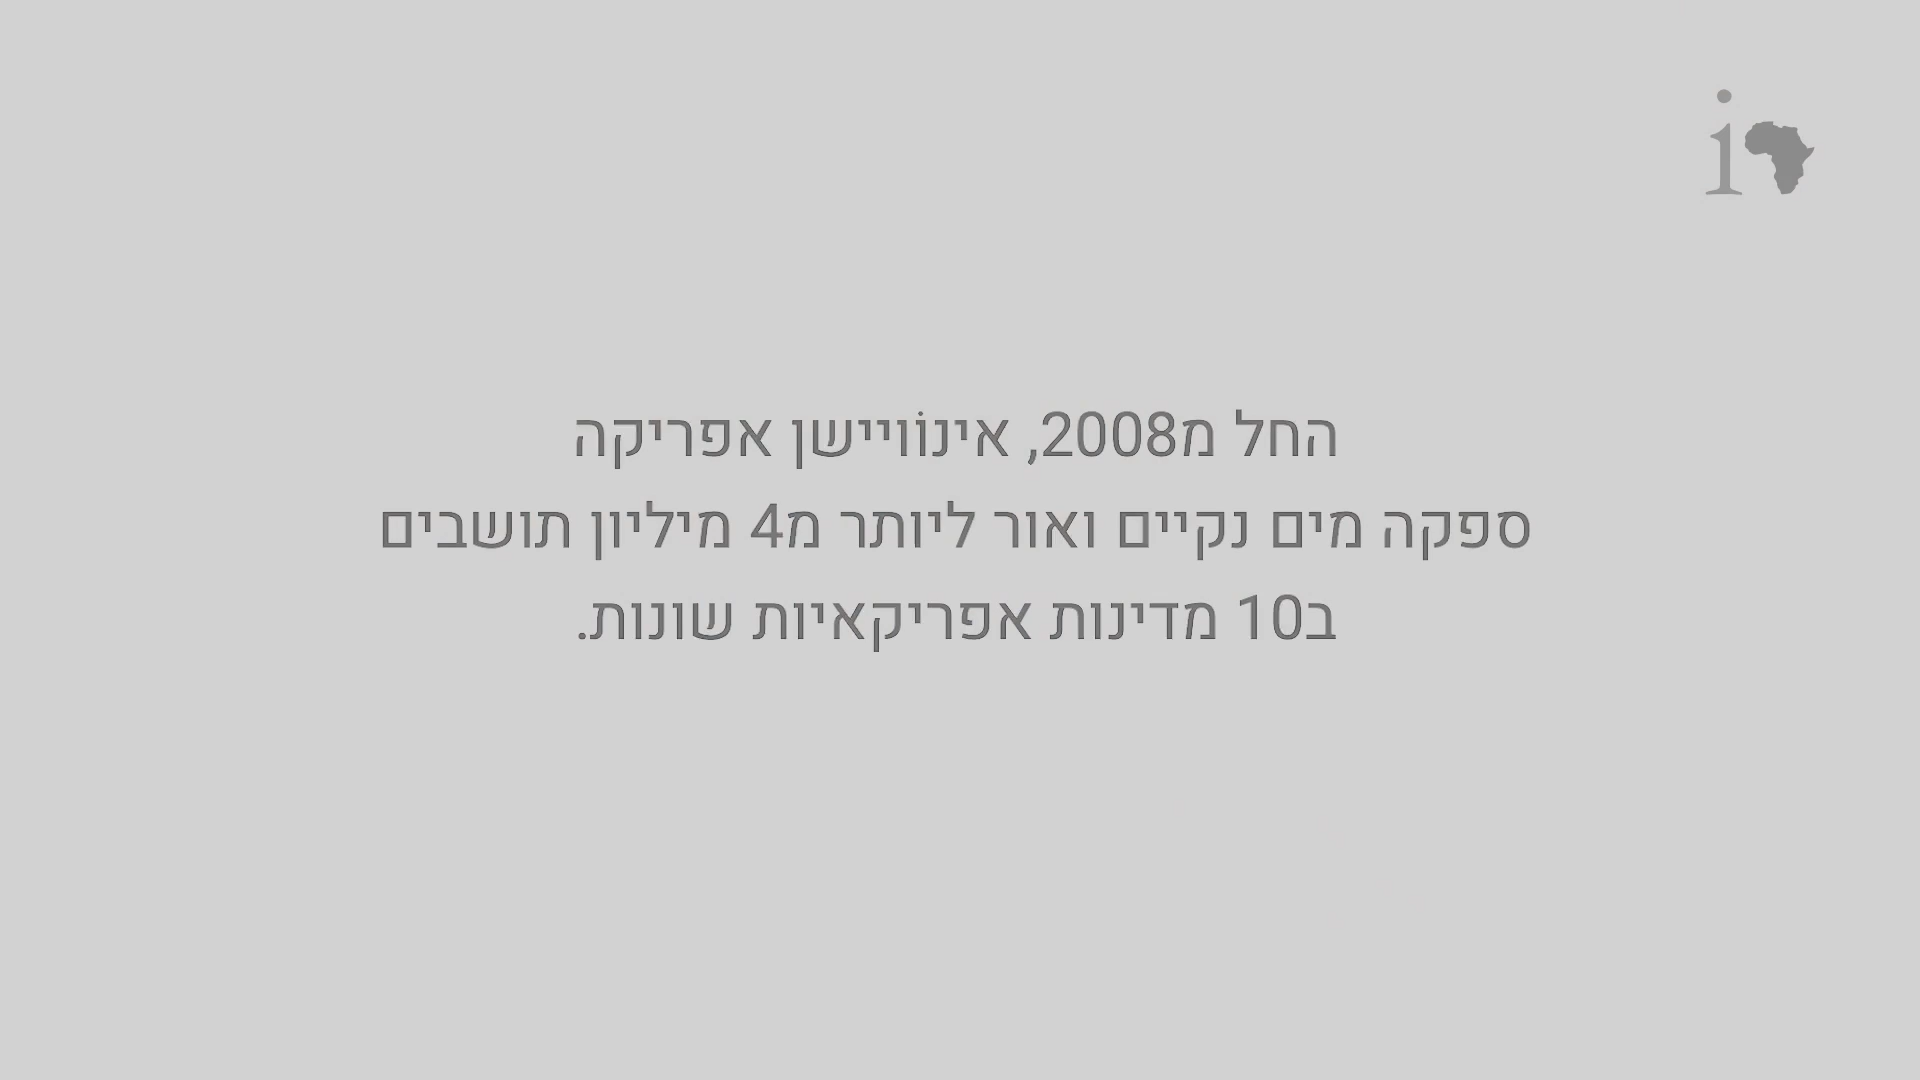 i
החל מ2008, אינוֹויישן אפריקה
ספקה מים נקיים ואור ליותר מ4 מיליון תושבים
ב10 מדינות אפריקאיות שונות.